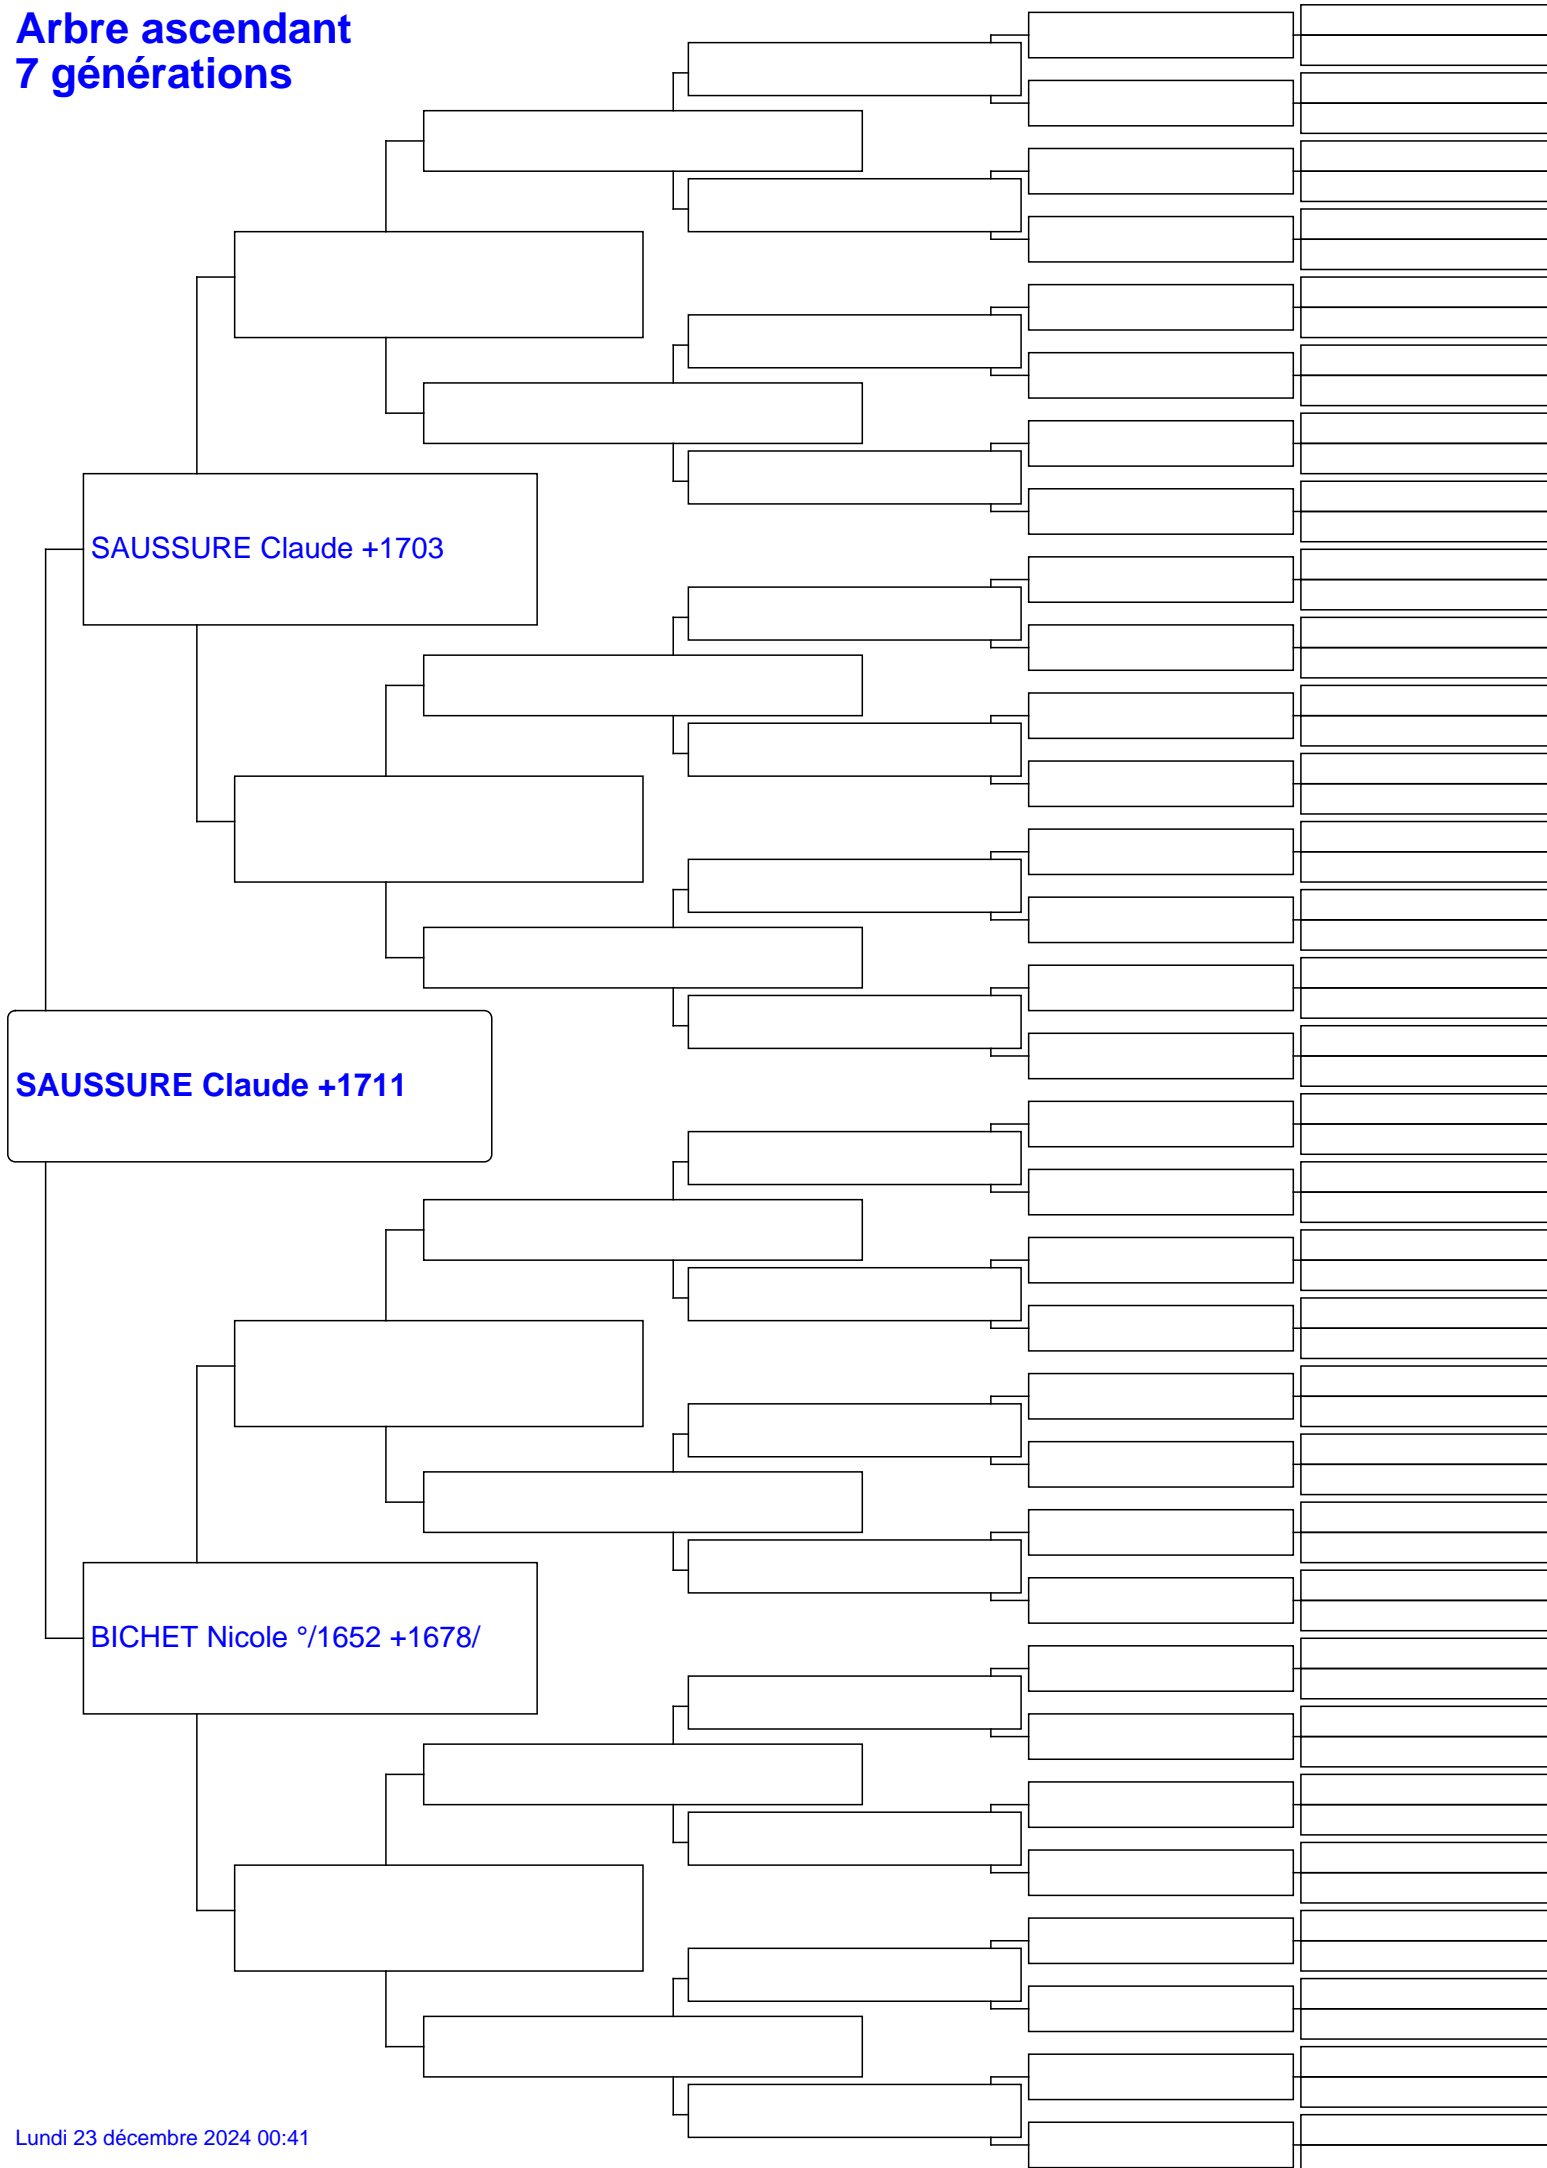 Arbre ascendant
7 générations
SAUSSURE Claude +1703
SAUSSURE Claude +1711
BICHET Nicole °/1652 +1678/
Lundi 23 décembre 2024 00:41